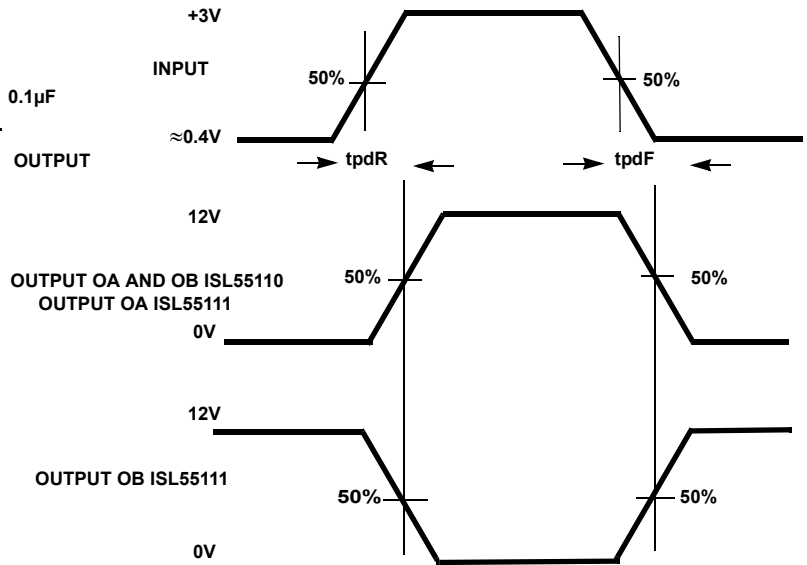 +3V
INPUT
50%
50%
0.1µF
≈0.4V
OUTPUT
tpdR
tpdF
12V
OUTPUT OA AND OB ISL55110
OUTPUT OA ISL55111
50%
50%
0V
12V
OUTPUT OB ISL55111
50%
50%
0V